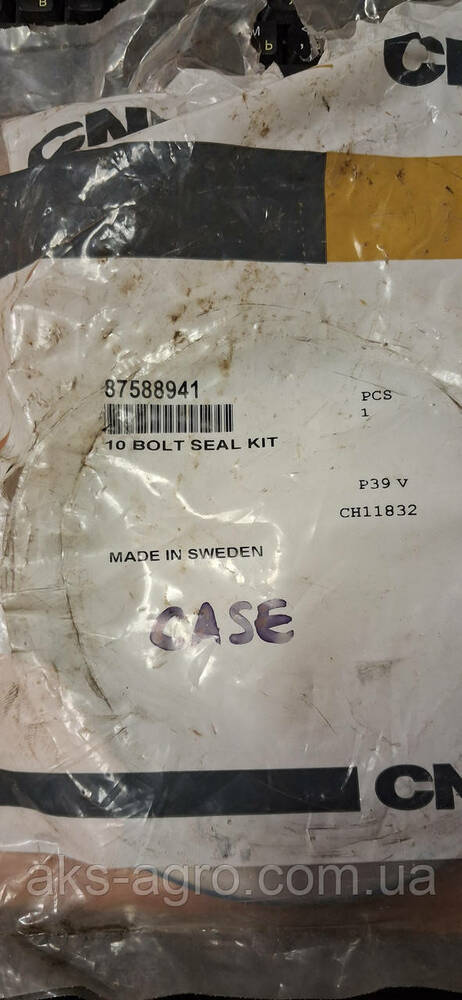 в
м
ь
CN
C
87588941
PCS
1
10 BOLT SEAL KIT
P39 V
CH11832
MADE IN SWEDEN
CASE
CN
aks-agro.com.ua